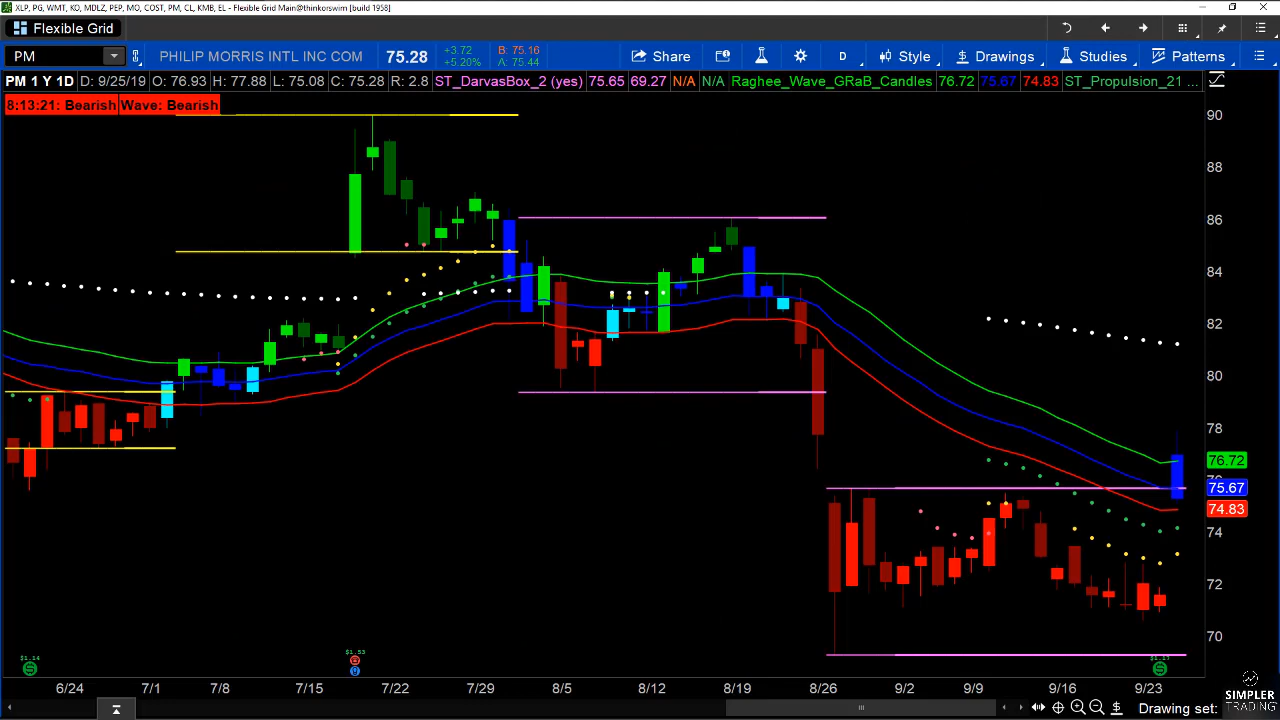 XLP, PG, WMT, KO, MDLZ, PEP, MO, COST, PM, CL, KMB, EL - Flexible Grid Main@thinkorswim [build 1958]
Flexible Grid
PM PHILIP MORRIS INTL INC COM 75.28 +3.72 +5.20% B: 75.16 A: 75.44 Share D Style Drawings Studies Patterns
PM 1 Y 1D D: 9/25/19 O: 76.93 H: 77.88 L: 75.08 C: 75.28 R: 2.8 ST_DarvasBox_2 (yes) 75.65 69.27 N/A N/A Raghee_Wave_GRaB_Candles 76.72 75.67 74.83 ST_Propulsion_21 ...
8:13:21: Bearish Wave: Bearish
90
88
86
84
82
80
78
76.72
75.67
74.83
74
72
70
$1.14 $1.53
6/24 7/1 7/8 7/15 7/22 7/29 8/5 8/12 8/19 8/26 9/2 9/9 9/16 9/23
SIMPLER
TRADING
Drawing set: